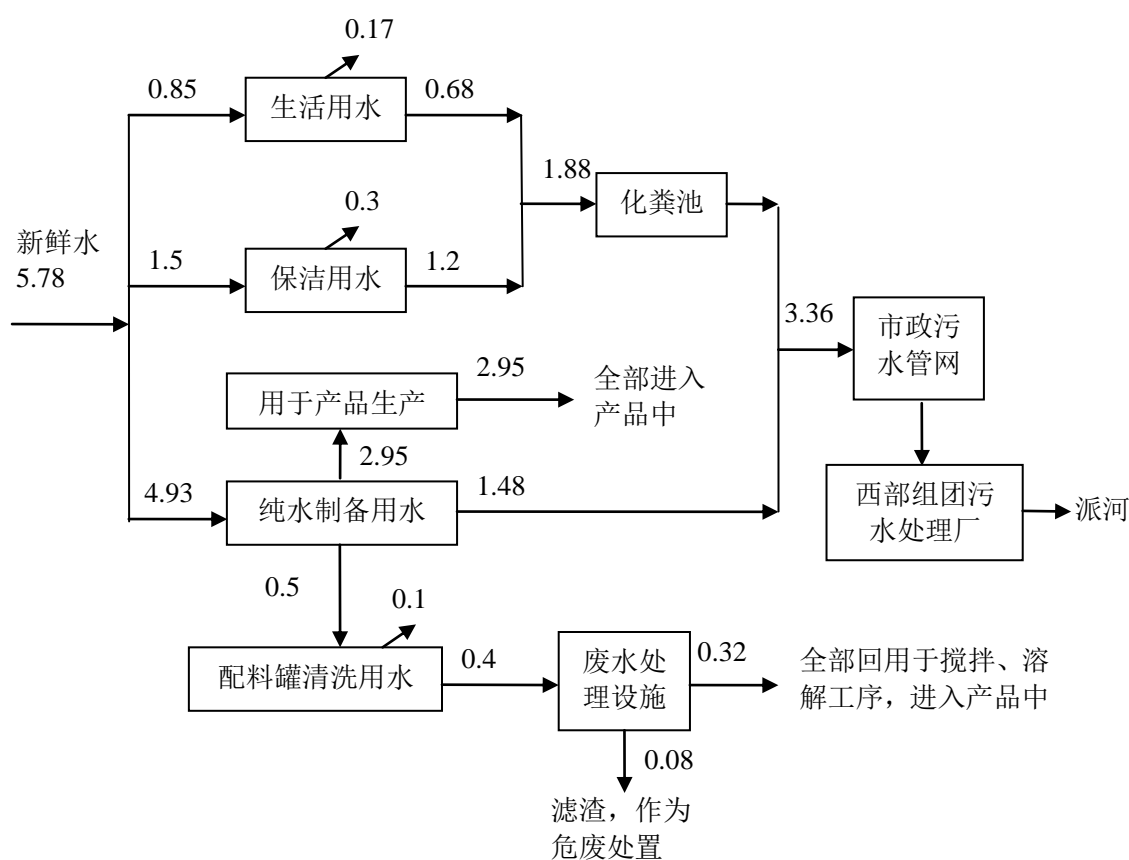 0.17
0.85
生活用水
0.68
1.88
化粪池
0.3
新鲜水
5.78
1.5
保洁用水
1.2
3.36
市政污
水管网
2.95
全部进入
产品中
用于产品生产
2.95
4.93
纯水制备用水
1.48
西部组团污
水处理厂
派河
0.5
0.1
配料罐清洗用水
0.4
废水处
理设施
0.32
全部回用于搅拌、溶
解工序，进入产品中
0.08
滤渣，作为
危废处置